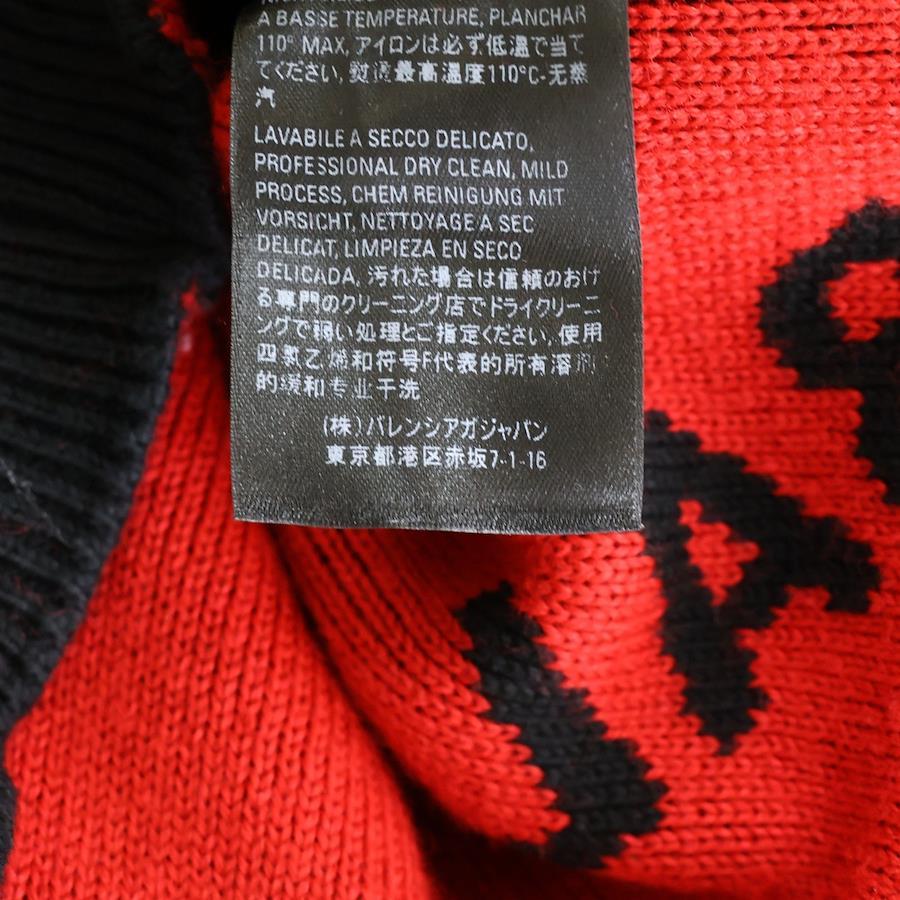 A BASSE TEMPERATURE, PLANCHAR
110° MAX, アイロンは必ず低温で当て
てください, 熨烫最高温度110°C-无蒸
汽
LAVABILE A SECCO DELICATO,
PROFESSIONAL DRY CLEAN, MILD
PROCESS, CHEM REINIGUNG MIT
VORSICHT, NETTOYAGE A SEC
DELICAT, LIMPIEZA EN SECO
DELICADA, 汚れた場合は信頼のおけ
る専門のクリーニング店でドライクリーニ
ングで弱い処理とご指定ください, 使用
四氯乙烯和符号F代表的所有溶剂
的缓和专业干洗
(株)バレンシアガジャパン
東京都港区赤坂7-1-16